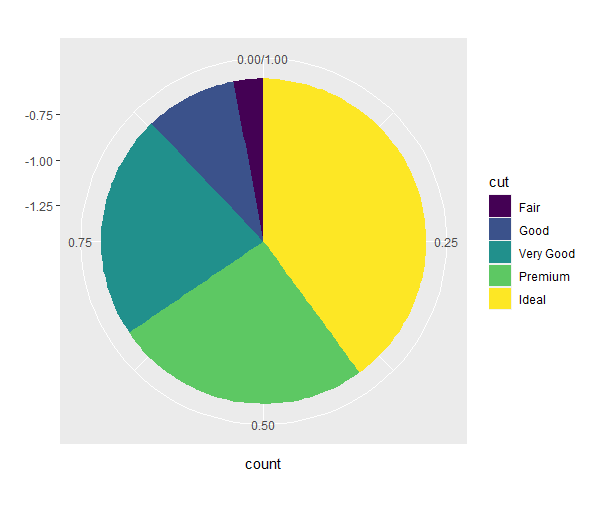 0.00/1.00
-0.75
-1.00
-1.25
0.75
0.25
0.50
count
cut
Fair
Good
Very Good
Premium
Ideal